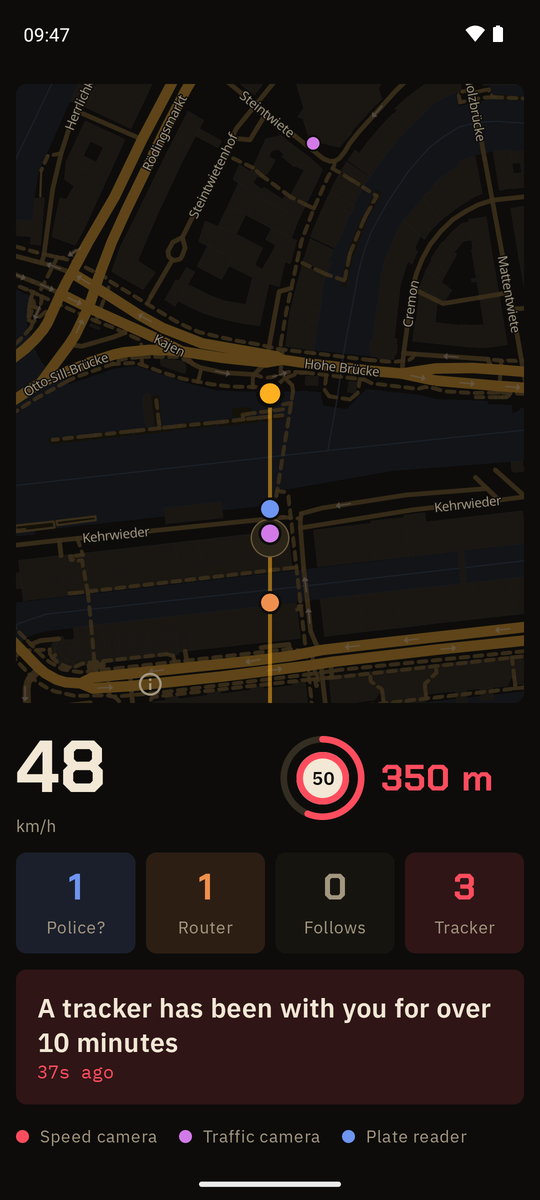 09:47
Herrlichk
Rödingsmarkt
Steintwiete
olzbrücke
Steintwietenhof
Mattentwiete
Cremon
Kajen
Hohe Brücke
Otto-Sill-Brücke
Kehrwieder
Kehrwieder
48
km/h
50
350 m
1
Police?
1
Router
0
Follows
3
Tracker
A tracker has been with you for over
10 minutes
37s ago
Speed camera
Traffic camera
Plate reader